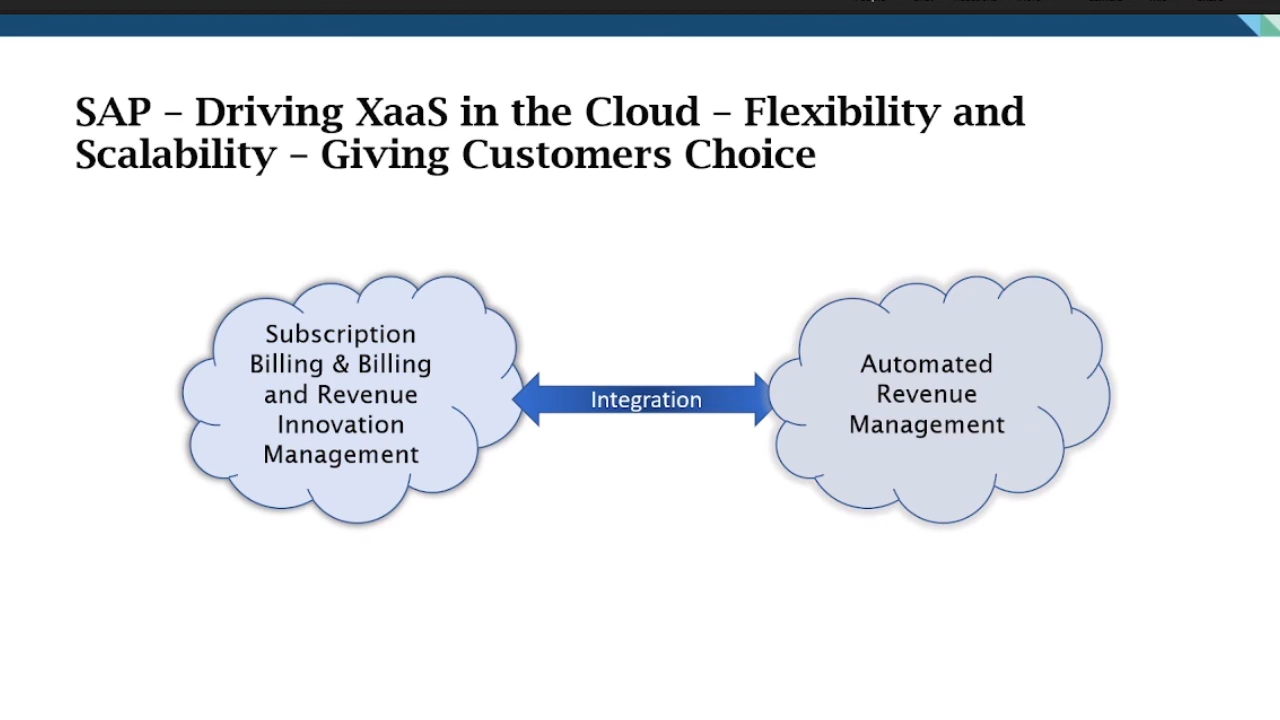 SAP – Driving XaaS in the Cloud – Flexibility and
Scalability – Giving Customers Choice
Subscription
Billing & Billing
and Revenue
Innovation
Management
Integration
Automated
Revenue
Management